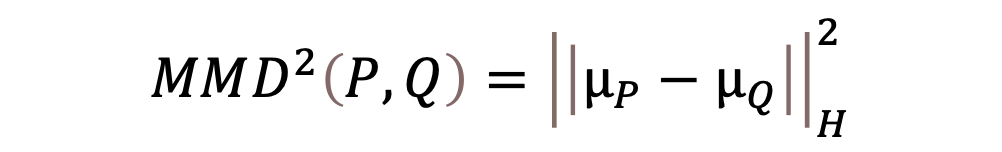 MMD²(P, Q) = ||μ_P − μ_Q||²_H